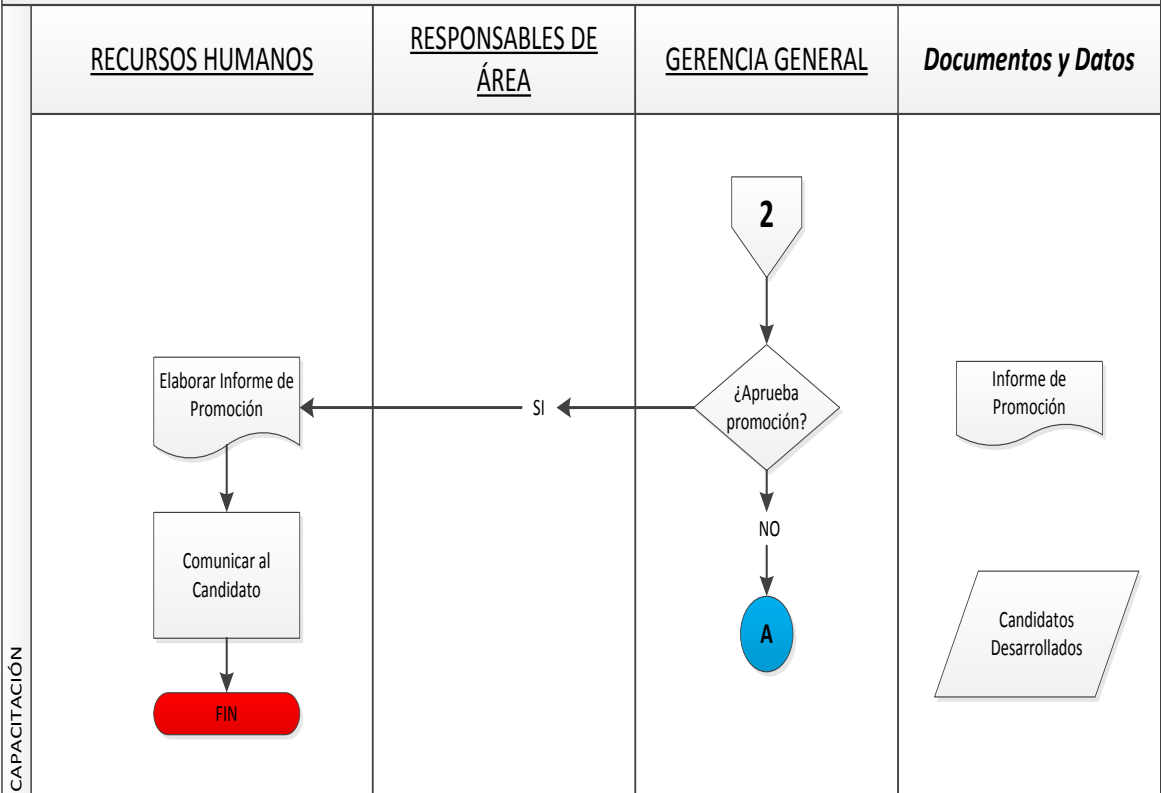 RECURSOS HUMANOS
RESPONSABLES DE
ÁREA
GERENCIA GENERAL
Documentos y Datos
2
Elaborar Informe de
Promoción
SI
¿Aprueba
promoción?
Informe de
Promoción
NO
Comunicar al
Candidato
A
Candidatos
Desarrollados
FIN
CAPACITACIÓN